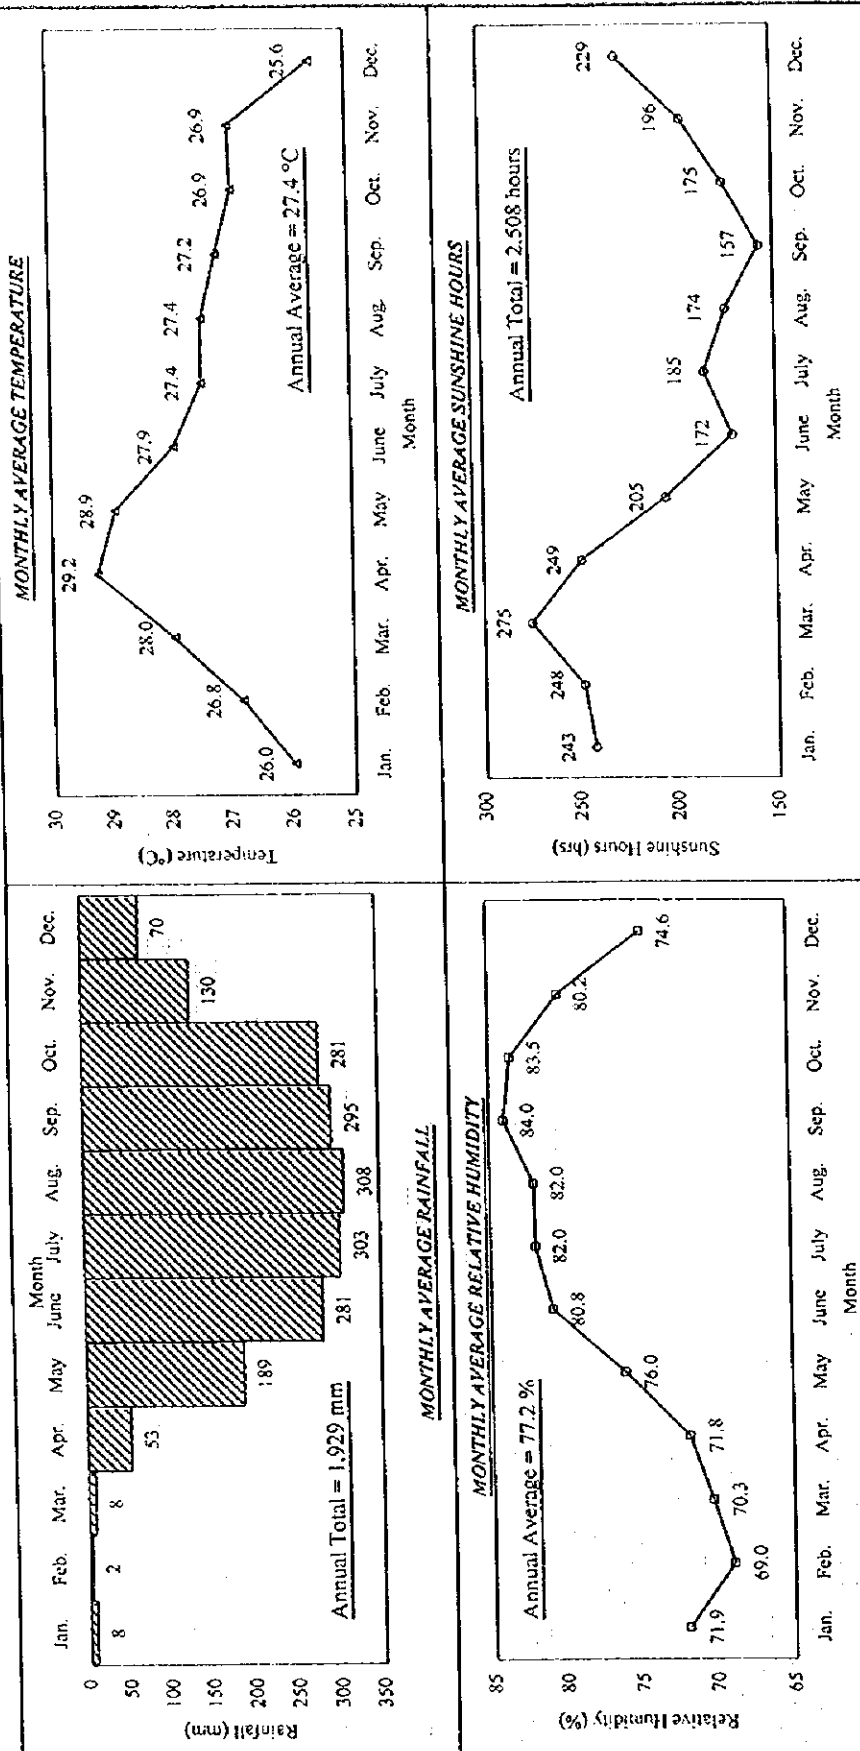 Month
Jan. Feb. Mar. Apr. May June July Aug. Sep. Oct. Nov. Dec.
0
50
100
150
200
250
300
350
Rainfall (mm)
8 2 8 53 189 281 303 308 295 281 130 70
Annual Total = 1,929 mm
MONTHLY AVERAGE RAINFALL
MONTHLY AVERAGE TEMPERATURE
30
29
28
27
26
25
Temperature (°C)
26.0 26.8 28.0 29.2 28.9 27.9 27.4 27.4 27.2 26.9 26.9 25.6
Annual Average = 27.4 °C
Jan. Feb. Mar. Apr. May June July Aug. Sep. Oct. Nov. Dec.
Month
MONTHLY AVERAGE RELATIVE HUMIDITY
85
80
75
70
65
Relative Humidity (%)
Annual Average = 77.2 %
71.9 69.0 70.3 71.8 76.0 80.8 82.0 82.0 84.0 83.5 80.2 74.6
Jan. Feb. Mar. Apr. May June July Aug. Sep. Oct. Nov. Dec.
Month
MONTHLY AVERAGE SUNSHINE HOURS
300
250
200
150
Sunshine Hours (hrs)
243 248 275 249 205 172 185 174 157 175 196 229
Annual Total = 2.508 hours
Jan. Feb. Mar. Apr. May June July Aug. Sep. Oct. Nov. Dec.
Month